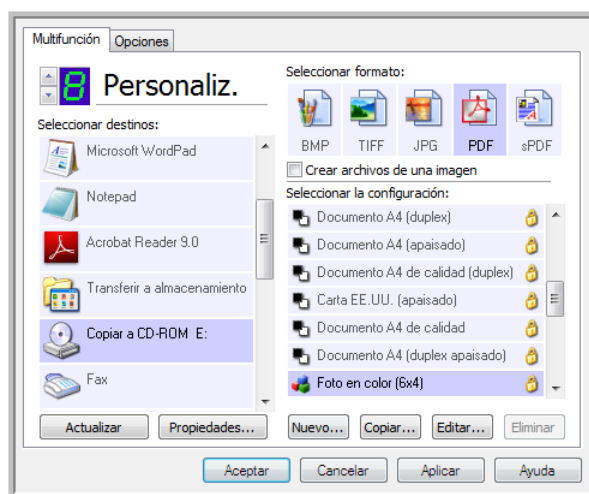 Multifunción
Opciones
8
Personaliz.
Seleccionar destinos:
Microsoft WordPad
Notepad
Acrobat Reader 9.0
Transferir a almacenamiento
Copiar a CD-ROM E:
Fax
Actualizar
Propiedades...
Seleccionar formato:
BMP
TIFF
JPG
PDF
sPDF
Crear archivos de una imagen
Seleccionar la configuración:
Documento A4 (duplex)
Documento A4 (apaisado)
Documento A4 de calidad (duplex)
Carta EE.UU. (apaisado)
Documento A4 de calidad
Documento A4 (duplex apaisado)
Foto en color (6x4)
Nuevo...
Copiar...
Editar...
Eliminar
Aceptar
Cancelar
Aplicar
Ayuda